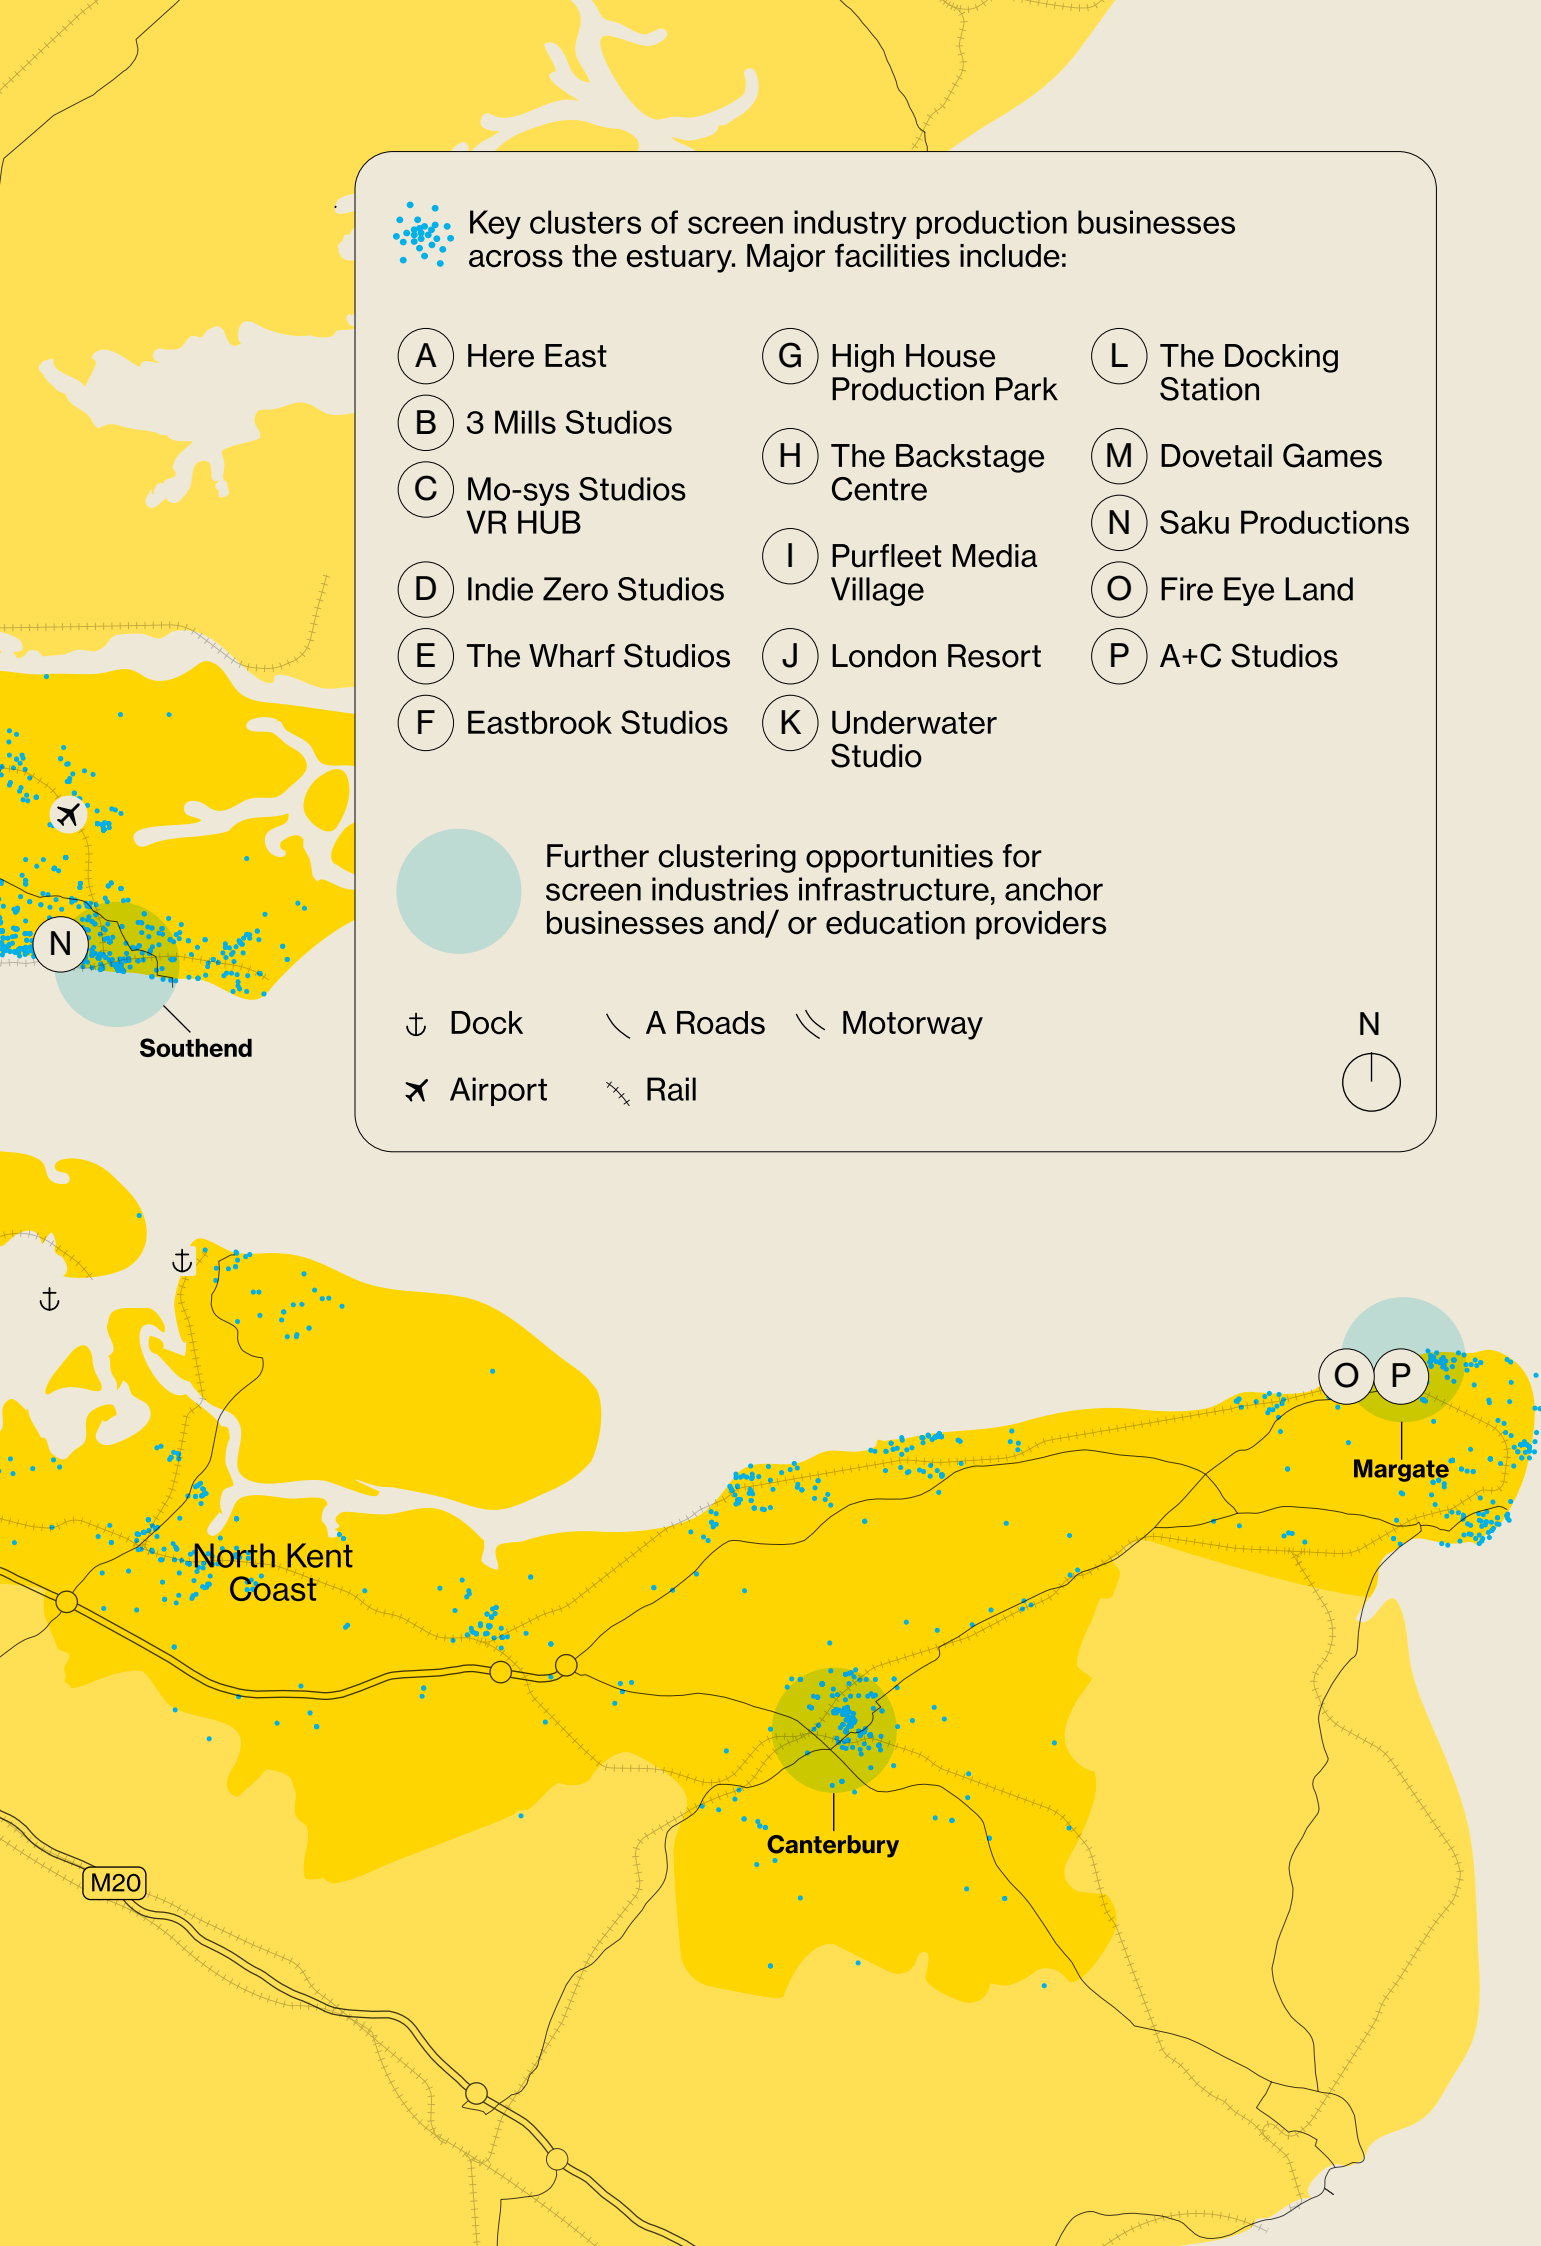 Key clusters of screen industry production businesses
across the estuary. Major facilities include:
A Here East
B 3 Mills Studios
C Mo-sys Studios
VR HUB
D Indie Zero Studios
E The Wharf Studios
F Eastbrook Studios
G High House
Production Park
H The Backstage
Centre
I Purfleet Media
Village
J London Resort
K Underwater
Studio
L The Docking
Station
M Dovetail Games
N Saku Productions
O Fire Eye Land
P A+C Studios
Further clustering opportunities for
screen industries infrastructure, anchor
businesses and/ or education providers
Dock
A Roads
Motorway
Airport
Rail
N
N
Southend
O
P
Margate
North Kent
Coast
Canterbury
M20